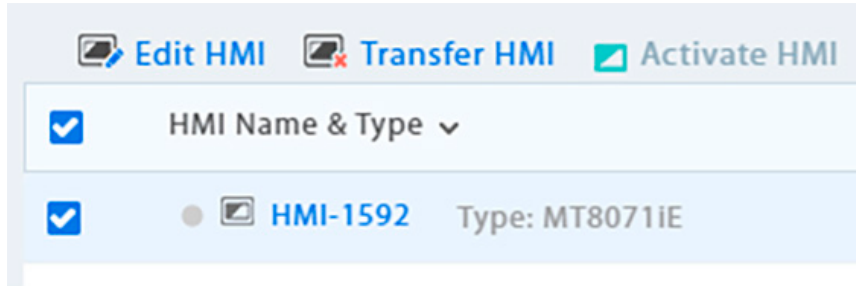 Edit HMI Transfer HMI Activate HMI
HMI Name & Type
HMI-1592 Type: MT8071iE